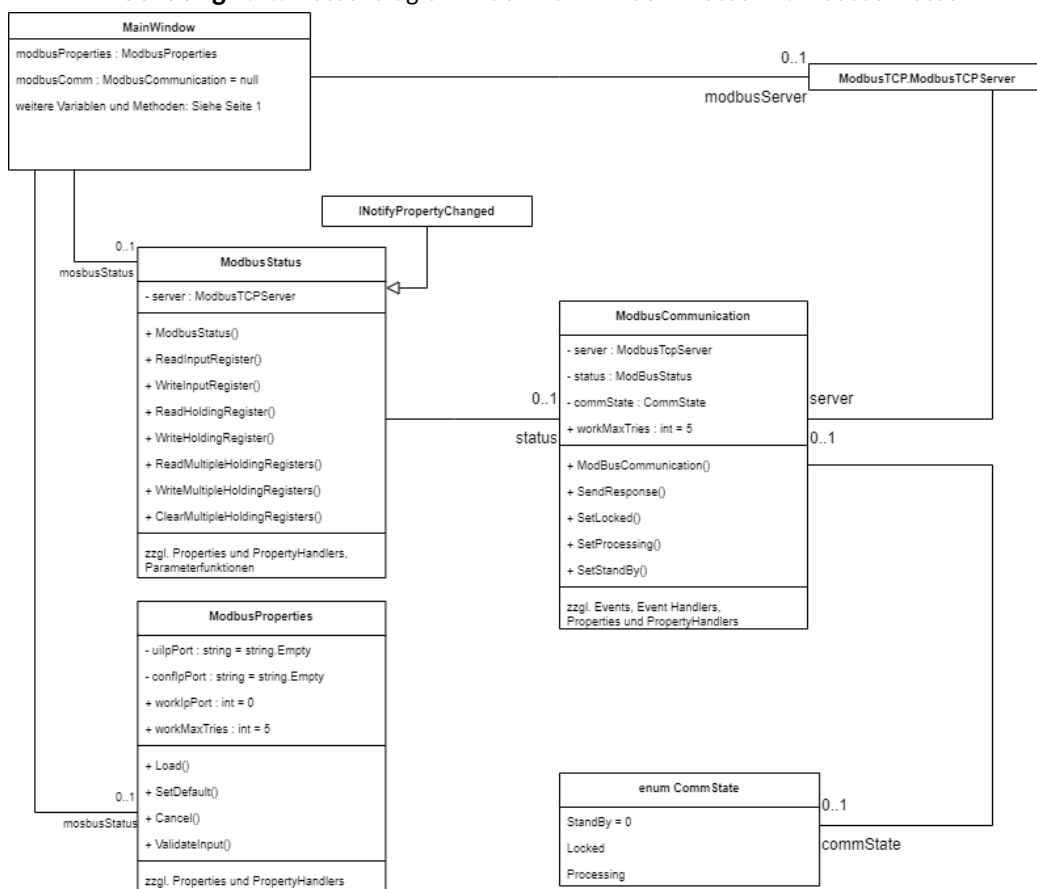 MainWindow
modbusProperties : ModbusProperties
modbusComm : ModbusCommunication = null
weitere Variablen und Methoden: Siehe Seite 1
0..1
modbusServer
ModbusTCP.ModbusTCPServer
INotifyPropertyChanged
0..1
mosbusStatus
ModbusStatus
- server : ModbusTCPServer
+ ModbusStatus()
+ ReadInputRegister()
+ WriteInputRegister()
+ ReadHoldingRegister()
+ WriteHoldingRegister()
+ ReadMultipleHoldingRegisters()
+ WriteMultipleHoldingRegisters()
+ ClearMultipleHoldingRegisters()
zzgl. Properties und PropertyHandlers,
Parameterfunktionen
0..1
status
ModbusCommunication
- server : ModbusTcpServer
- status : ModBusStatus
- commState : CommState
+ workMaxTries : int = 5
+ ModBusCommunication()
+ SendResponse()
+ SetLocked()
+ SetProcessing()
+ SetStandBy()
zzgl. Events, Event Handlers,
Properties und PropertyHandlers
server
0..1
ModbusProperties
- uiIpPort : string = string.Empty
- confIpPort : string = string.Empty
+ workIpPort : int = 0
+ workMaxTries : int = 5
+ Load()
+ SetDefault()
+ Cancel()
+ ValidateInput()
zzgl. Properties und PropertyHandlers
0..1
mosbusStatus
enum CommState
StandBy = 0
Locked
Processing
0..1
commState